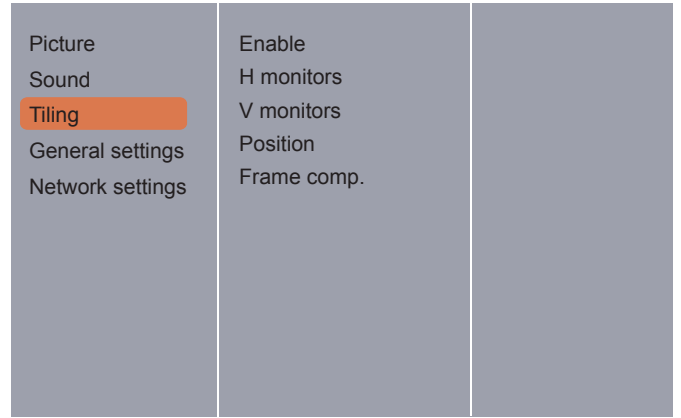 Picture
Sound
Tiling
General settings
Network settings
Enable
H monitors
V monitors
Position
Frame comp.